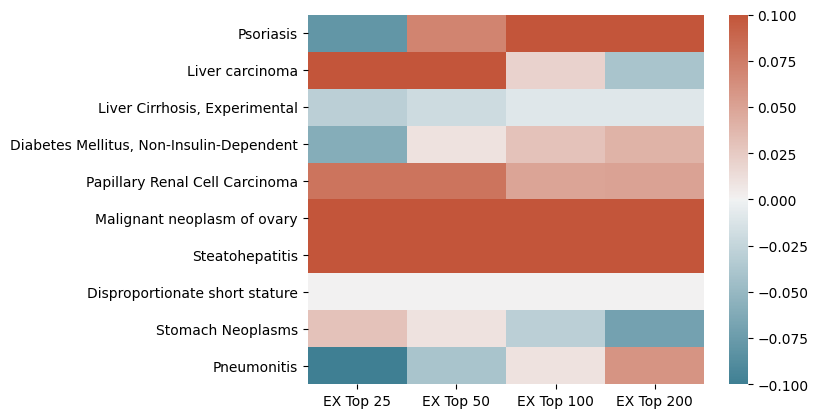 Psoriasis
Liver carcinoma
Liver Cirrhosis, Experimental
Diabetes Mellitus, Non-Insulin-Dependent
Papillary Renal Cell Carcinoma
Malignant neoplasm of ovary
Steatohepatitis
Disproportionate short stature
Stomach Neoplasms
Pneumonitis
EX Top 25 EX Top 50 EX Top 100 EX Top 200
0.100
0.075
0.050
0.025
0.000
−0.025
−0.050
−0.075
−0.100